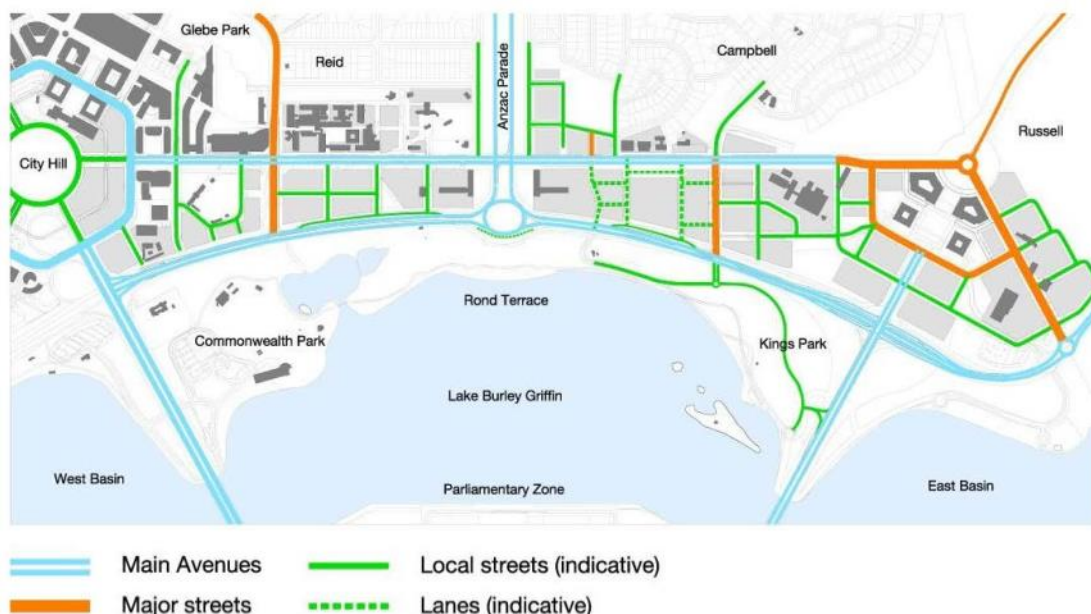 Glebe Park
Reid
Anzac Parade
Campbell
Russell
City Hill
Rond Terrace
Commonwealth Park
Kings Park
Lake Burley Griffin
West Basin
Parliamentary Zone
East Basin
Main Avenues
Local streets (indicative)
Major streets
Lanes (indicative)